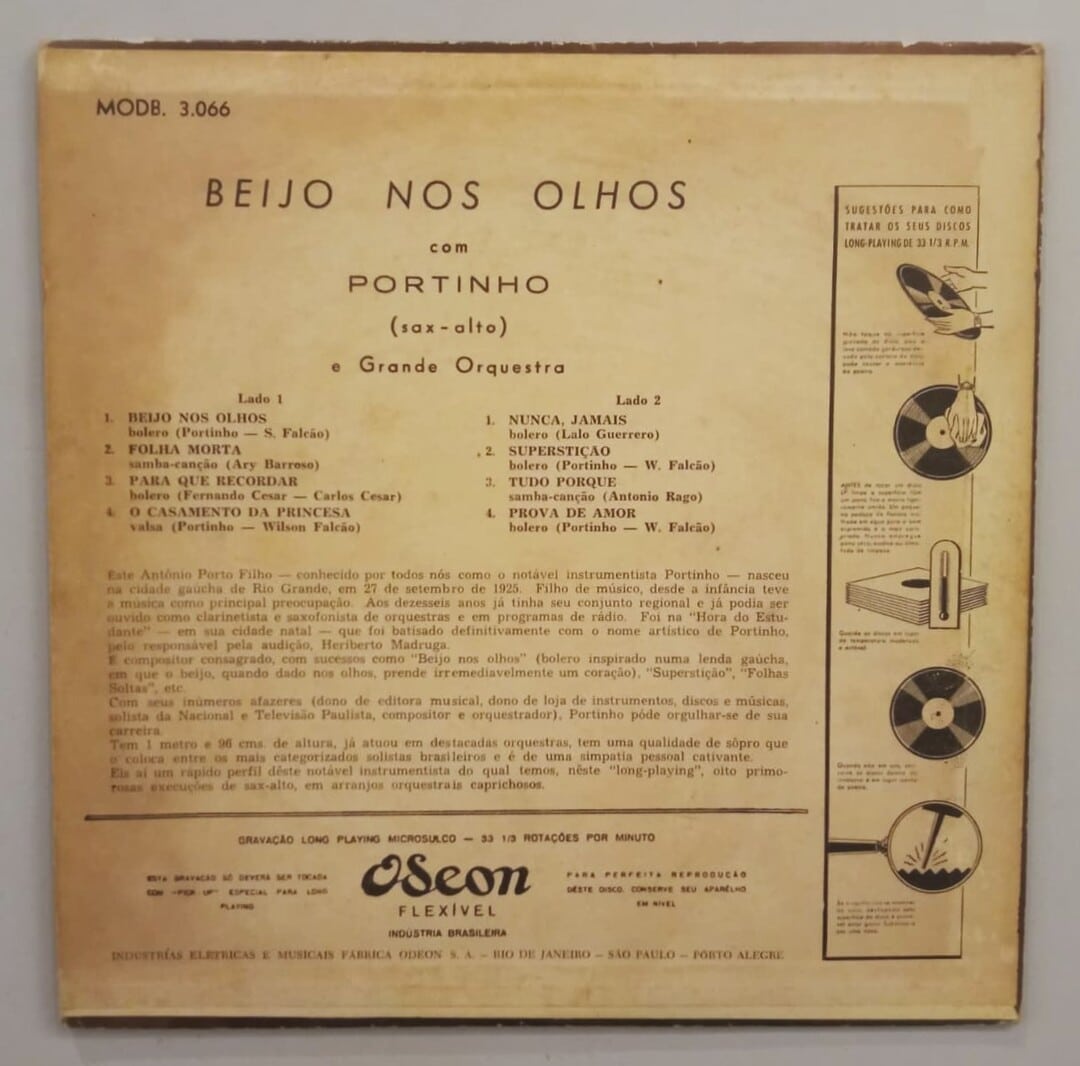 MODB. 3.066
BEIJO NOS OLHOS
com
PORTINHO
(sax-alto)
e Grande Orquestra
Lado 1
1. BEIJO NOS OLHOS
bolero (Portinho — S. Falcão)
2. FOLHA MORTA
samba-canção (Ary Barroso)
3. PARA QUE RECORDAR
bolero (Fernando Cesar — Carlos Cesar)
4. O CASAMENTO DA PRINCESA
valsa (Portinho — Wilson Falcão)
Lado 2
1. NUNCA, JAMAIS
bolero (Lalo Guerrero)
2. SUPERSTIÇÃO
bolero (Portinho — W. Falcão)
3. TUDO PORQUE
samba-canção (Antonio Rago)
4. PROVA DE AMOR
bolero (Portinho — W. Falcão)
Este Antônio Porto Filho — conhecido por todos nós como o notável instrumentista Portinho — nasceu
na cidade gaúcha de Rio Grande, em 27 de setembro de 1925. Filho de músico, desde a infância teve
a música como principal preocupação. Aos dezesseis anos já tinha seu conjunto regional e já podia ser
ouvido como clarinetista e saxofonista de orquestras e em programas de rádio. Foi na "Hora do Estu-
dante" — em sua cidade natal — que foi batisado definitivamente com o nome artístico de Portinho,
pelo responsável pela audição, Heriberto Madruga.
É compositor consagrado, com sucessos como "Beijo nos olhos" (bolero inspirado numa lenda gaúcha,
em que o beijo, quando dado nos olhos, prende irremediavelmente um coração), "Superstição", "Folhas
Soltas", etc.
Com seus inúmeros afazeres (dono de editora musical, dono de loja de instrumentos, discos e músicas,
solista da Nacional e Televisão Paulista, compositor e orquestrador), Portinho póde orgulhar-se de sua
carreira.
Tem 1 metro e 96 cms. de altura, já atuou em destacadas orquestras, tem uma qualidade de sôpro que
o coloca entre os mais categorizados solistas brasileiros e é de uma simpatia pessoal cativante.
Eis aí um rápido perfil dêste notável instrumentista do qual temos, nêste "long-playing", oito primo-
rosas execuções de sax-alto, em arranjos orquestrais caprichosos.
GRAVAÇÃO LONG PLAYING MICROSULCO — 33 1/3 ROTAÇÕES POR MINUTO
ESTA GRAVAÇÃO SÓ DEVERÁ SER TOCADA
COM "PICK UP" ESPECIAL PARA LONG
PLAYING
Odeon
FLEXÍVEL
INDÚSTRIA BRASILEIRA
PARA PERFEITA REPRODUÇÃO
DÊSTE DISCO, CONSERVE SEU APARÊLHO
EM NIVEL
INDUSTRÍAS ELETRICAS E MUSICAIS FÁBRICA ODEON S. A. — RIO DE JANEIRO — SÃO PAULO — PÔRTO ALEGRE
SUGESTÕES PARA COMO
TRATAR OS SEUS DISCOS
LONG-PLAYING DE 33 1/3 R.P.M.